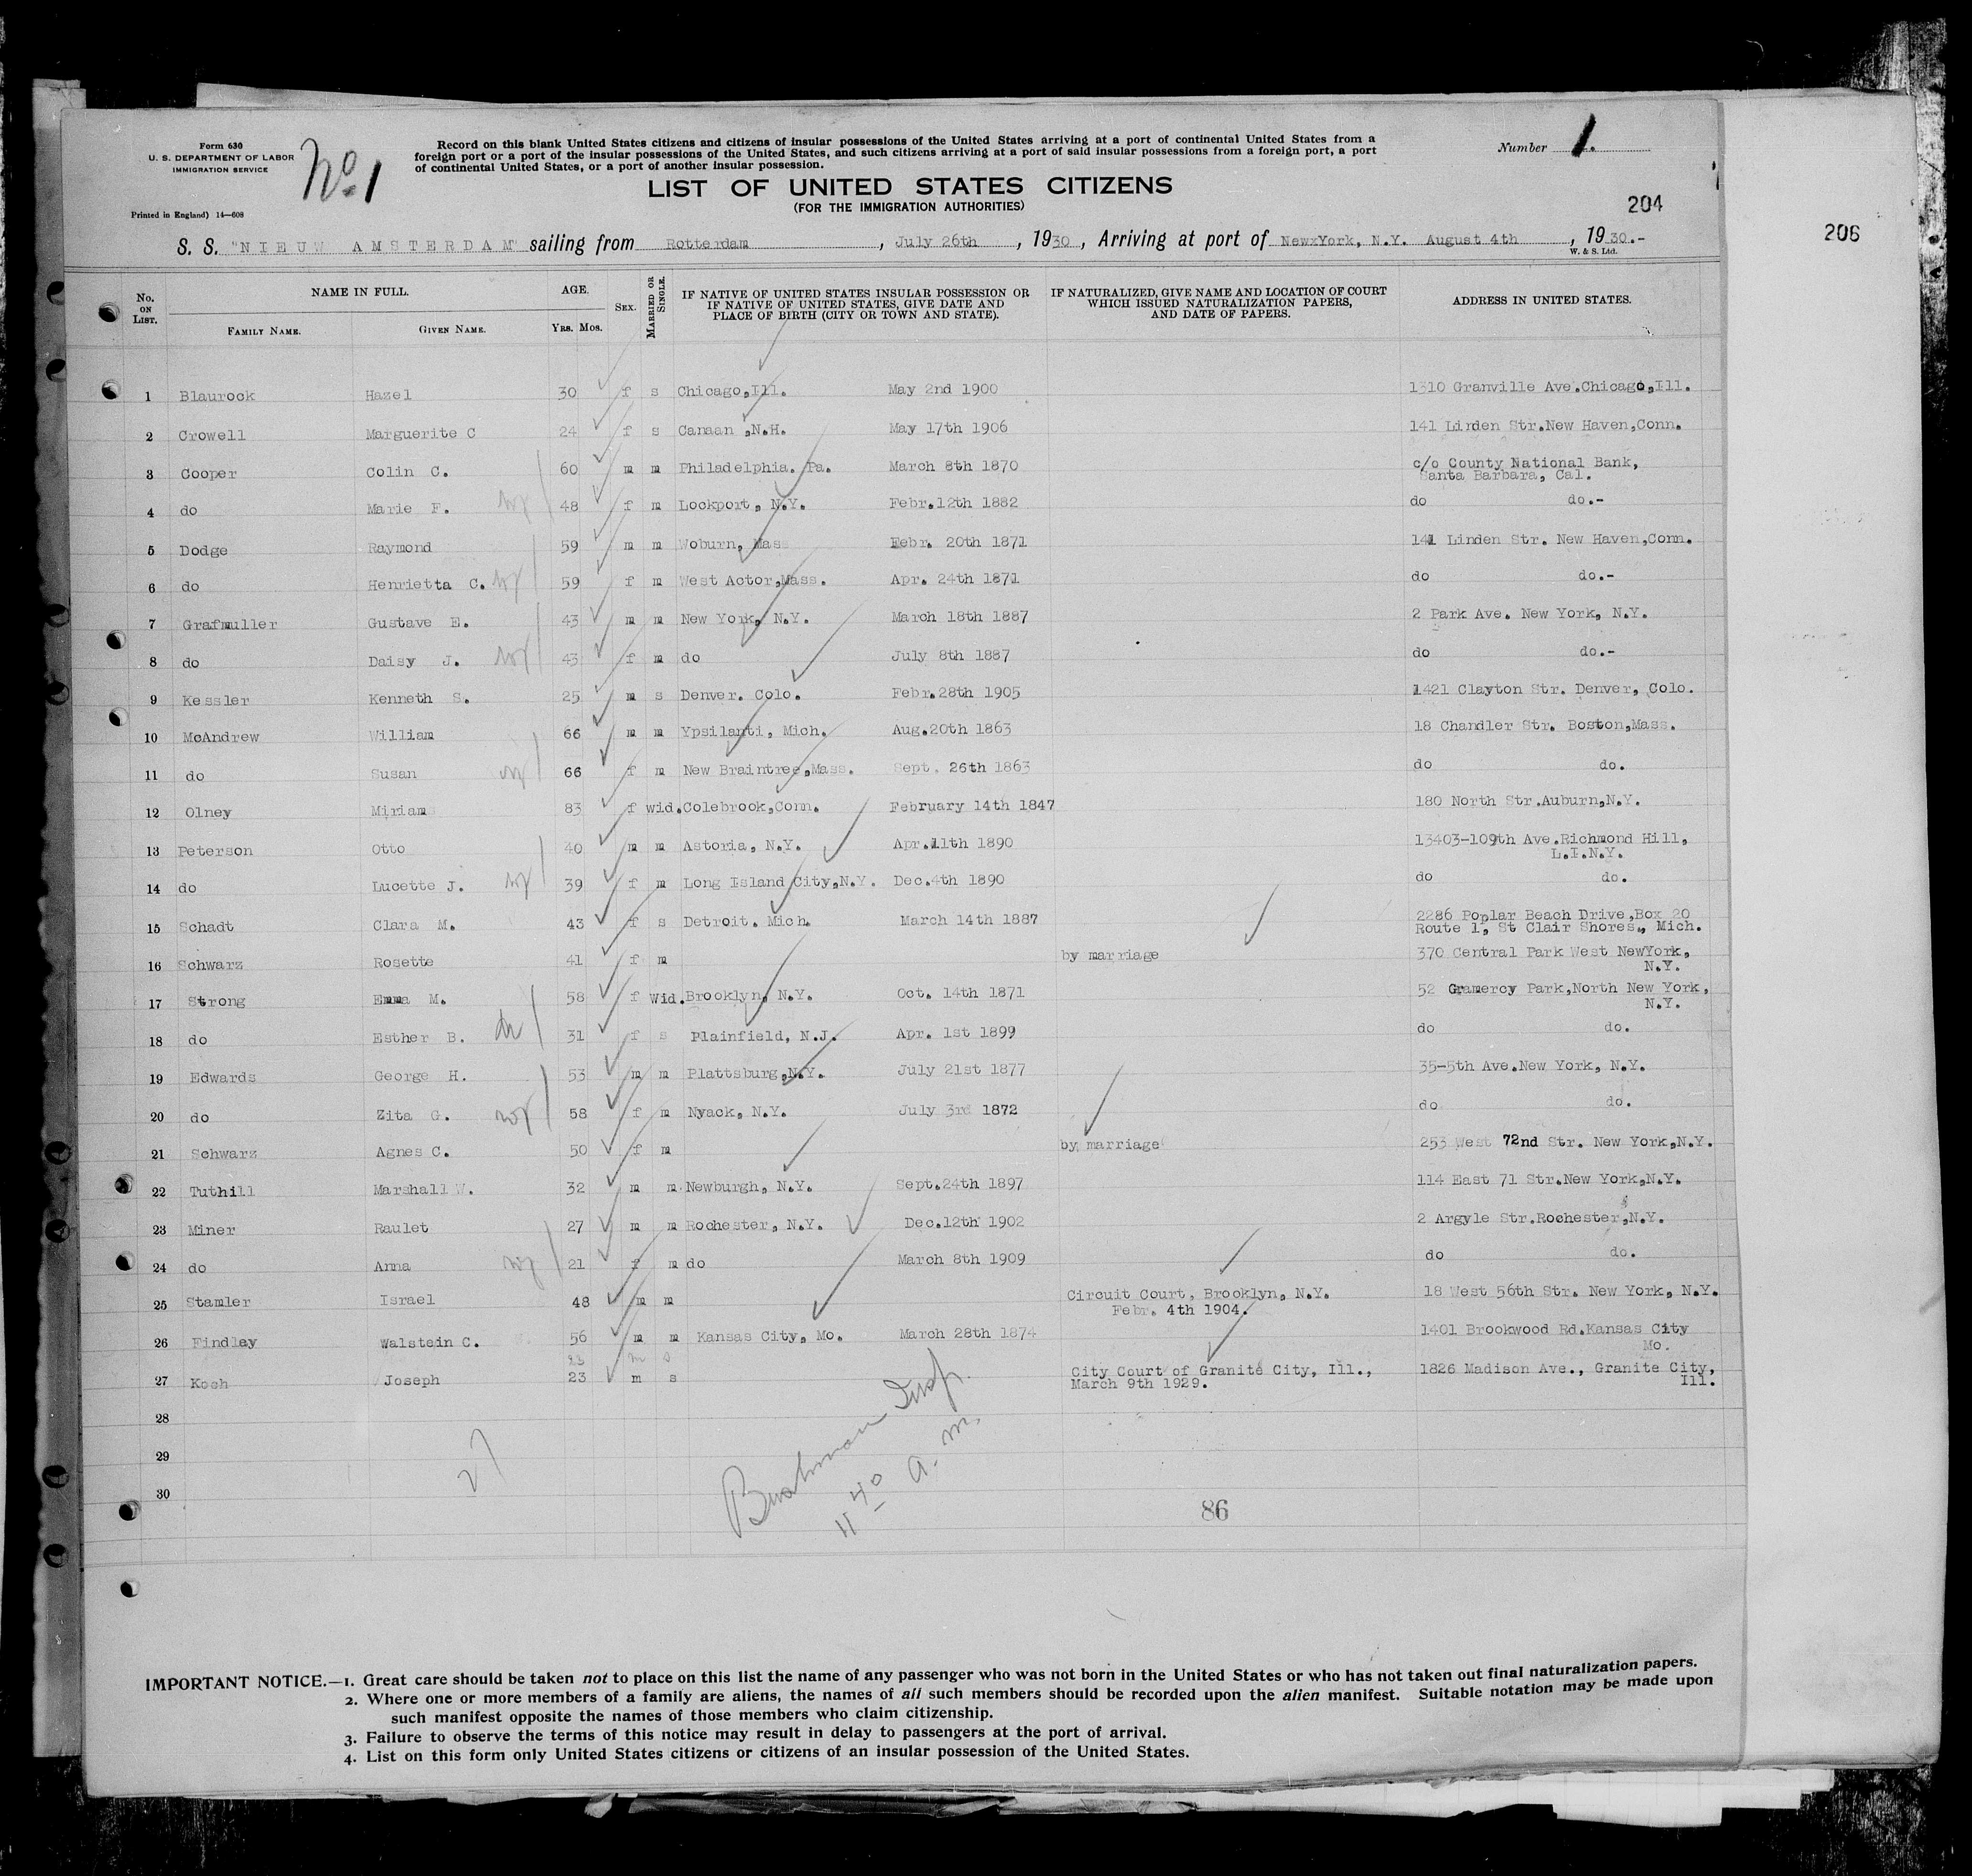 Form 630
U. S. DEPARTMENT OF LABOR
IMMIGRATION SERVICE
No 1
Printed in England) 14—608
Record on this blank United States citizens and citizens of insular possessions of the United States arriving at a port of continental United States from a
foreign port or a port of the insular possessions of the United States, and such citizens arriving at a port of said insular possessions from a foreign port, a port
of continental United States, or a port of another insular possession.
Number 1.
LIST OF UNITED STATES CITIZENS
(FOR THE IMMIGRATION AUTHORITIES)
204
206
S. S. "NIEUW AMSTERDAM" sailing from Rotterdam, July 26th, 1930, Arriving at port of NewxYork, N.Y. August 4th, 1930.-
W. & S. Ltd.
No. ON LIST. NAME IN FULL. AGE. SEX. MARRIED OR SINGLE. IF NATIVE OF UNITED STATES INSULAR POSSESSION OR IF NATIVE OF UNITED STATES, GIVE DATE AND PLACE OF BIRTH (CITY OR TOWN AND STATE). IF NATURALIZED, GIVE NAME AND LOCATION OF COURT WHICH ISSUED NATURALIZATION PAPERS, AND DATE OF PAPERS. ADDRESS IN UNITED STATES.
FAMILY NAME. GIVEN NAME. YRS. MOS.
1 Blaurock Hazel 30 f s Chicago,Ill. May 2nd 1900 1310 Granville Ave.Chicago,Ill.
2 Crowell Marguerite C 24 f s Canaan ,N.H. May 17th 1906 141 Linden Str.New Haven,Conn.
3 Cooper Colin C. 60 m m Philadelphia. Pa. March 8th 1870 c/o County National Bank,
Santa Barbara, Cal.
4 do Marie F. wf 48 f m Lockport, N.Y. Febr.12th 1882 do do.-
5 Dodge Raymond 59 m m Woburn, Mass Febr. 20th 1871 141 Linden Str. New Haven,Conn.
6 do Henrietta C. wf 59 f m West Actor,Mass. Apr. 24th 1871 do do.-
7 Grafmuller Gustave E. 43 m m New York, N.Y. March 18th 1887 2 Park Ave. New York, N.Y.
8 do Daisy J. wf 43 f m do July 8th 1887 do do.-
9 Kessler Kenneth S. 25 m s Denver. Colo. Febr.28th 1905 1421 Clayton Str. Denver, Colo.
10 McAndrew William 66 m m Ypsilanti, Mich. Aug.20th 1863 18 Chandler Str. Boston,Mass.
11 do Susan wf 66 f m New Braintree,Mass. Sept. 26th 1863 do do.
12 Olney Miriam 83 f wid. Colebrook,Conn. February 14th 1847 180 North Str.Auburn,N.Y.
13 Peterson Otto 40 m m Astoria, N.Y. Apr.11th 1890 13403-109th Ave.Richmond Hill,
L.I.N.Y.
14 do Lucette J. wf 39 f m Long Island City,N.Y. Dec.4th 1890 do do.
15 Schadt Clara M. 43 f s Detroit. Mich. March 14th 1887 2286 Poplar Beach Drive,Box 20
Route 1, St Clair Shores., Mich.
16 Schwarz Rosette 41 f m by marriage 370 Central Park West NewYork,
N.Y.
17 Strong Emma M. 58 f wid. Brooklyn, N.Y. Oct. 14th 1871 52 Gramercy Park,North New York,
N.Y.
18 do Esther B. 31 f s Plainfield, N.J. Apr. 1st 1899 do do.
19 Edwards George H. 53 m m Plattsburg,N.Y. July 21st 1877 35-5th Ave.New York, N.Y.
20 do Zita G. wf 58 f m Nyack, N.Y. July 3rd 1872 do do.
21 Schwarz Agnes C. 50 f m by marriage 253 West 72nd Str. New York,N.Y.
22 Tuthill Marshall W. 32 m m Newburgh, N.Y. Sept.24th 1897 114 East 71 Str.New York,N.Y.
23 Miner Raulet 27 m m Rochester, N.Y. Dec.12th 1902 2 Argyle Str.Rochester,N.Y.
24 do Anna wf 21 f m do March 8th 1909 do do.
25 Stamler Israel 48 m m Circuit Court, Brooklyn, N.Y. 18 West 56th Str. New York, N.Y.
Febr. 4th 1904.
26 Findlay Walstein C. 56 m m Kansas City, Mo. March 28th 1874 1401 Brookwood Rd.Kansas City
Mo.
23 m s
27 Koch Joseph 23 m s City Court of Granite City, Ill., 1826 Madison Ave., Granite City,
March 9th 1929. Ill.
28
29
30
27
Insp.
11 40 a. m.
86
IMPORTANT NOTICE.—1. Great care should be taken not to place on this list the name of any passenger who was not born in the United States or who has not taken out final naturalization papers.
2. Where one or more members of a family are aliens, the names of all such members should be recorded upon the alien manifest. Suitable notation may be made upon
such manifest opposite the names of those members who claim citizenship.
3. Failure to observe the terms of this notice may result in delay to passengers at the port of arrival.
4. List on this form only United States citizens or citizens of an insular possession of the United States.